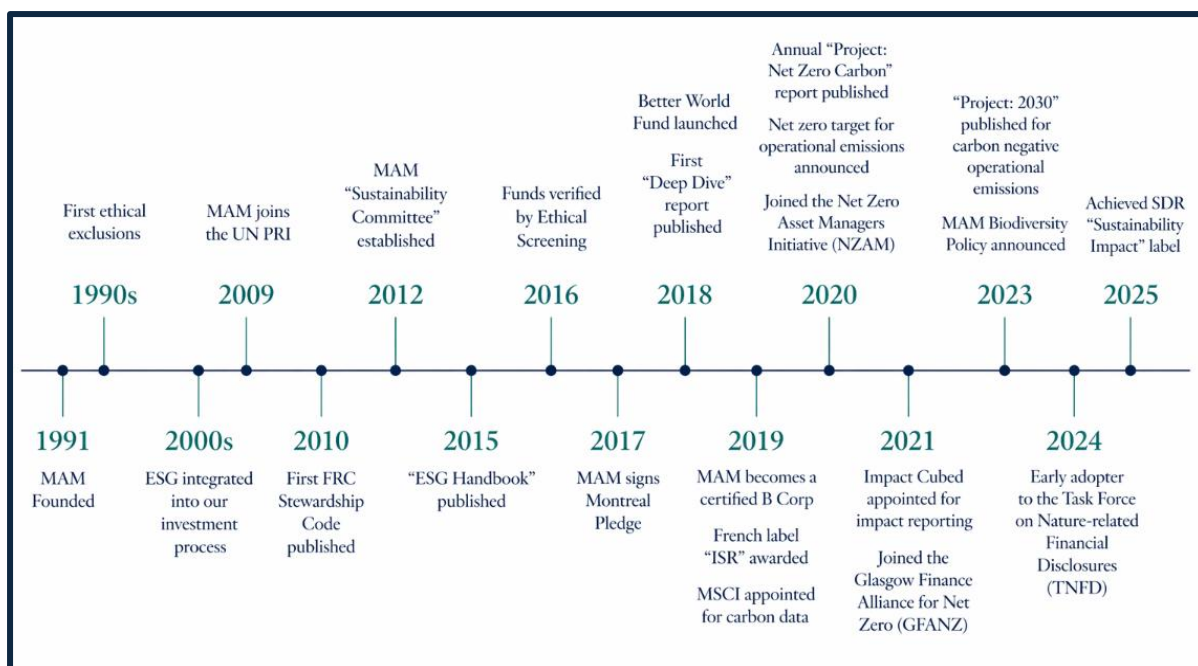 First ethical
exclusions
1990s
MAM joins
the UN PRI
2009
MAM
“Sustainability
Committee”
established
2012
Funds verified
by Ethical
Screening
2016
Better World
Fund launched
First
“Deep Dive”
report
published
2018
Annual “Project:
Net Zero Carbon”
report published
Net zero target for
operational emissions
announced
Joined the Net Zero
Asset Managers
Initiative (NZAM)
2020
“Project: 2030”
published for
carbon negative
operational
emissions
MAM Biodiversity
Policy announced
2023
Achieved SDR
“Sustainability
Impact” label
2025
1991
MAM
Founded
2000s
ESG integrated
into our
investment
process
2010
First FRC
Stewardship
Code
published
2015
“ESG Handbook”
published
2017
MAM signs
Montreal
Pledge
2019
MAM becomes a
certified B Corp
French label
“ISR” awarded
MSCI appointed
for carbon data
2021
Impact Cubed
appointed for
impact reporting
Joined the
Glasgow Finance
Alliance for Net
Zero (GFANZ)
2024
Early adopter
to the Task Force
on Nature-related
Financial
Disclosures
(TNFD)